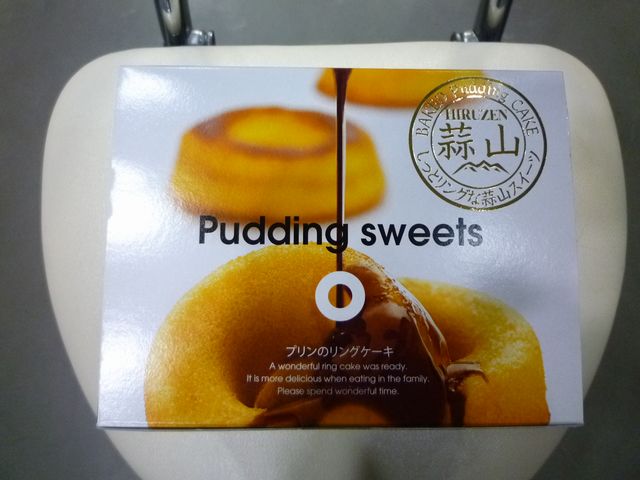 BAKED Pudding CAKE
HIRUZEN
蒜山
しっとリングな蒜山スイーツ
Pudding sweets
プリンのリングケーキ
A wonderful ring cake was ready.
It is more delicious when eating in the family.
Please spend wonderful time.